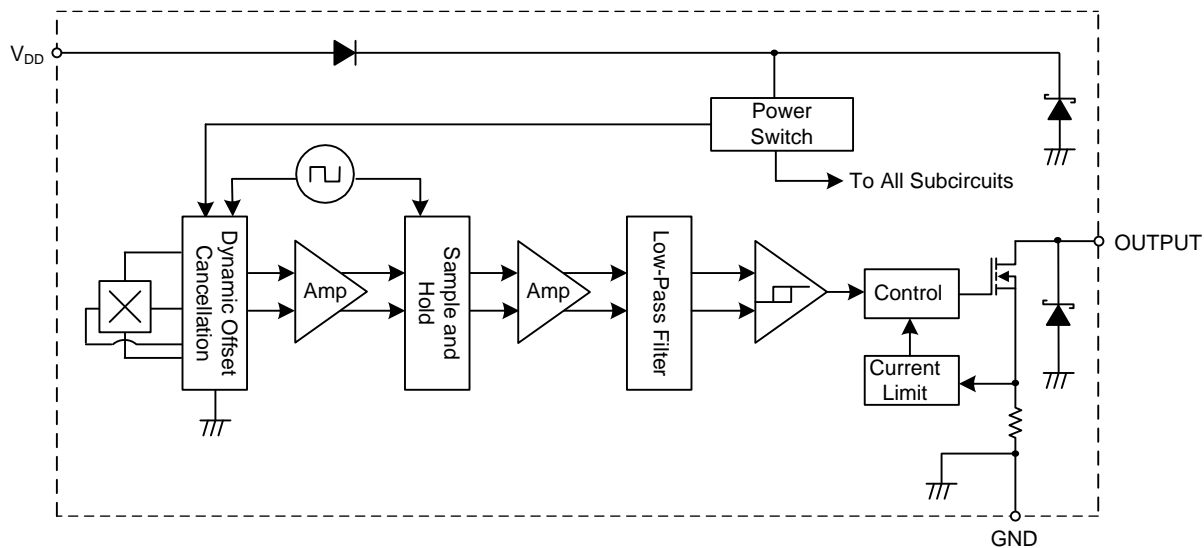 VDD
Power
Switch
To All Subcircuits
Dynamic Offset
Cancellation
Amp
Sample and
Hold
Amp
Low-Pass Filter
Control
Current
Limit
OUTPUT
GND